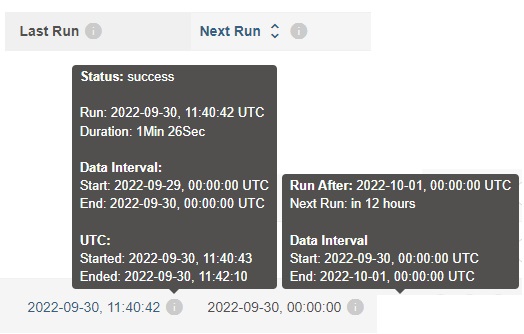 Last Run
Next Run
Status: success
Run: 2022-09-30, 11:40:42 UTC
Duration: 1Min 26Sec
Data Interval:
Start: 2022-09-29, 00:00:00 UTC
End: 2022-09-30, 00:00:00 UTC
UTC:
Started: 2022-09-30, 11:40:43
Ended: 2022-09-30, 11:42:10
Run After: 2022-10-01, 00:00:00 UTC
Next Run: in 12 hours
Data Interval
Start: 2022-09-30, 00:00:00 UTC
End: 2022-10-01, 00:00:00 UTC
2022-09-30, 11:40:42
2022-09-30, 00:00:00